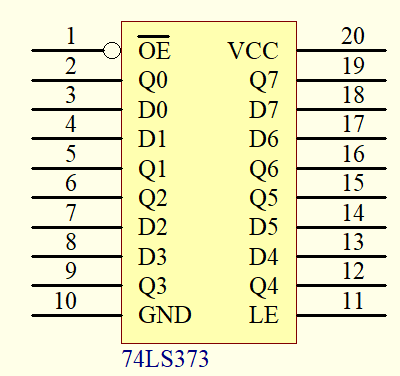 1 OE VCC 20
2 Q0 Q7 19
3 D0 D7 18
4 D1 D6 17
5 Q1 Q6 16
6 Q2 Q5 15
7 D2 D5 14
8 D3 D4 13
9 Q3 Q4 12
10 GND LE 11
74LS373